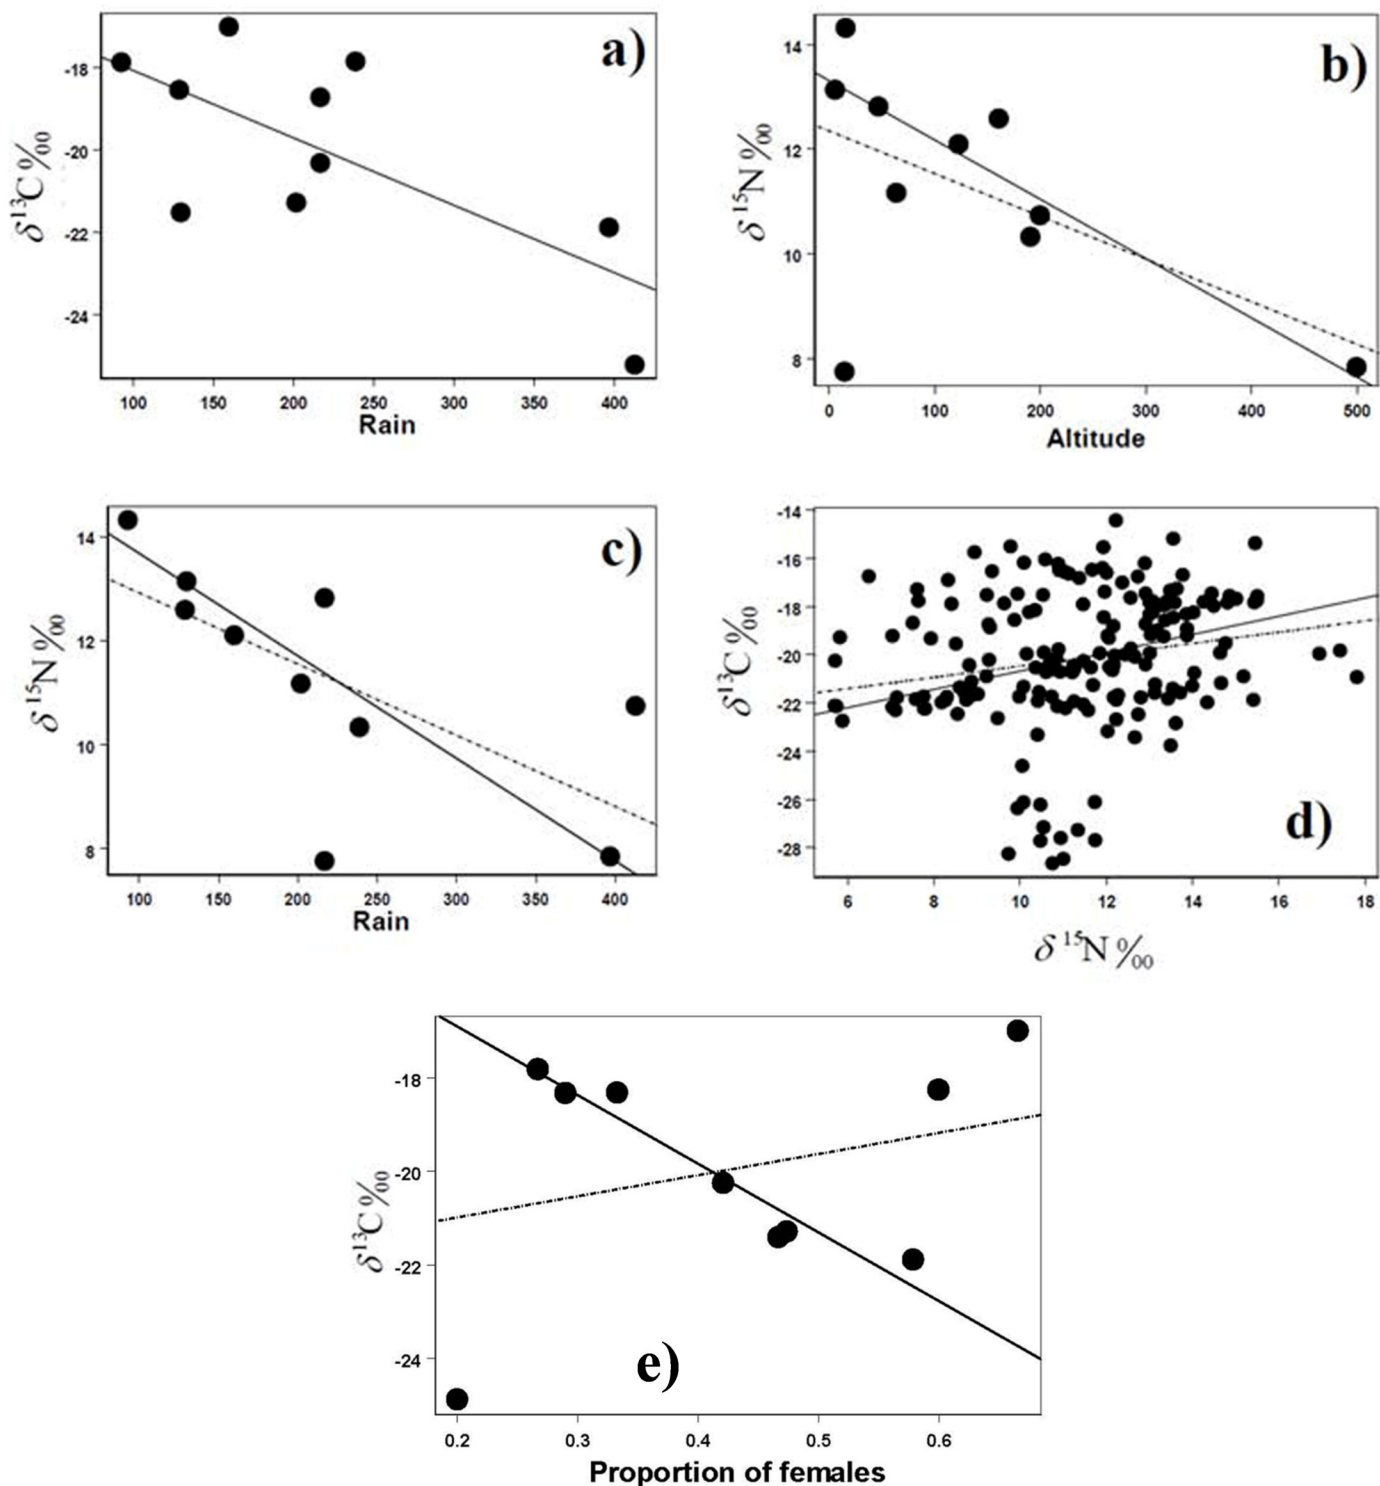 a)
δ13C‰
-18
-20
-22
-24
100 150 200 250 300 350 400
Rain
b)
δ15N‰
14
12
10
8
0 100 200 300 400 500
Altitude
c)
δ15N‰
14
12
10
8
100 150 200 250 300 350 400
Rain
d)
δ13C‰
-14
-16
-18
-20
-22
-24
-26
-28
6 8 10 12 14 16 18
δ15N‰
e)
δ13C‰
-18
-20
-22
-24
0.2 0.3 0.4 0.5 0.6
Proportion of females